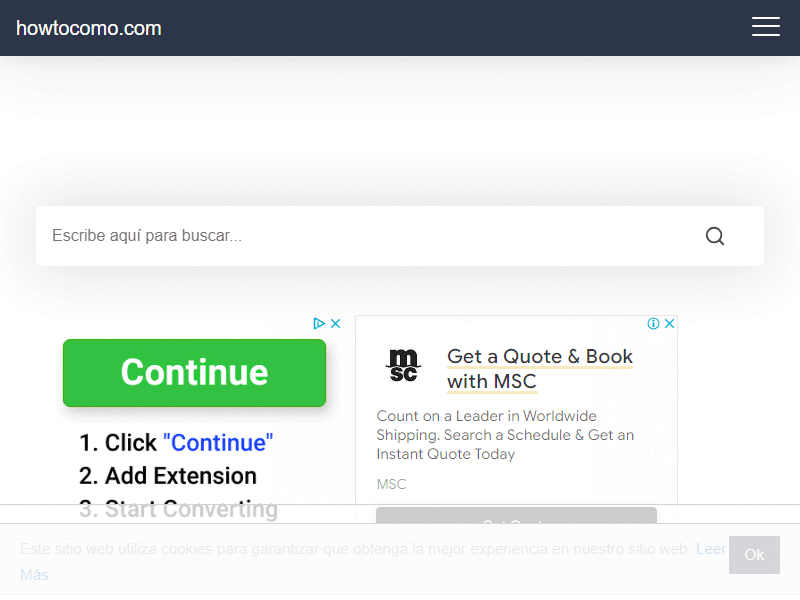 howtocomo.com
Escribe aquí para buscar...
Continue
1. Click "Continue"
2. Add Extension
3. Start Converting
msc
Get a Quote & Book
with MSC
Count on a Leader in Worldwide
Shipping. Search a Schedule & Get an
Instant Quote Today
MSC
Este sitio web utiliza cookies para garantizar que obtenga la mejor experiencia en nuestro sitio web. Leer
Más
Ok